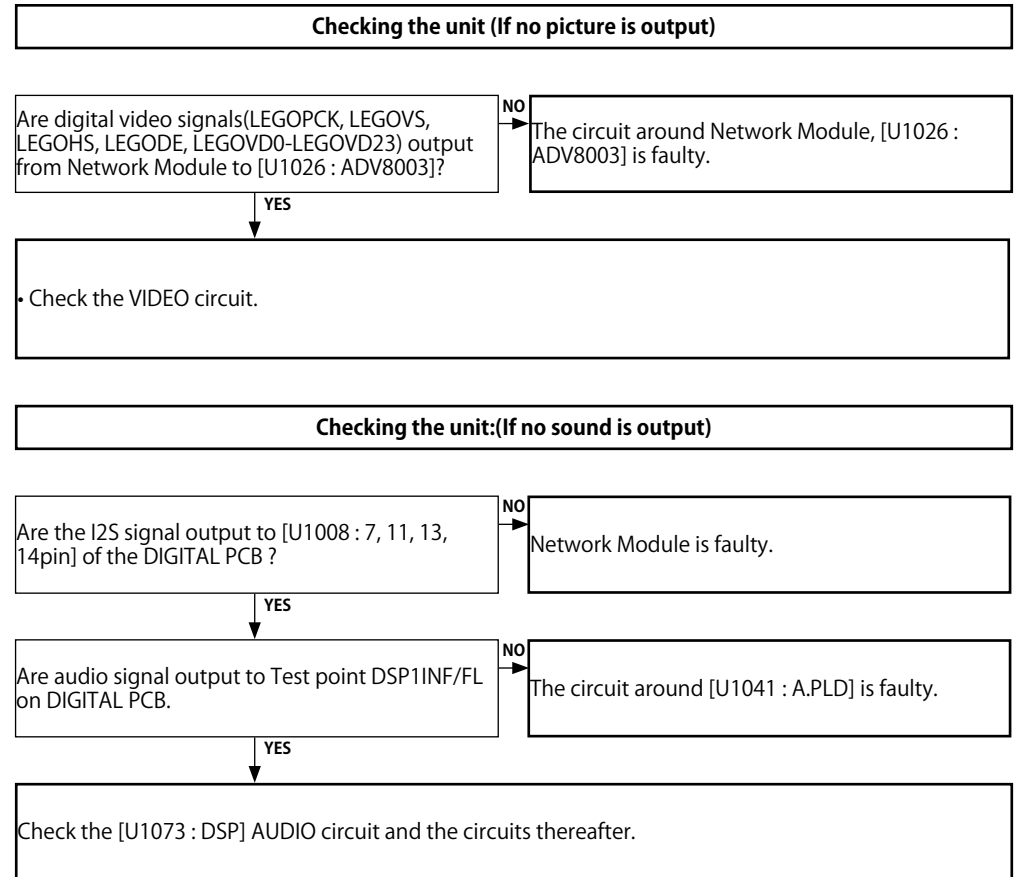 Checking the unit (If no picture is output)
Are digital video signals(LEGOPCK, LEGOVS,
LEGOHS, LEGODE, LEGOVD0-LEGOVD23) output
from Network Module to [U1026 : ADV8003]?
NO
The circuit around Network Module, [U1026 :
ADV8003] is faulty.
YES
• Check the VIDEO circuit.
Checking the unit:(If no sound is output)
Are the I2S signal output to [U1008 : 7, 11, 13,
14pin] of the DIGITAL PCB ?
NO
Network Module is faulty.
YES
Are audio signal output to Test point DSP1INF/FL
on DIGITAL PCB.
NO
The circuit around [U1041 : A.PLD] is faulty.
YES
Check the [U1073 : DSP] AUDIO circuit and the circuits thereafter.